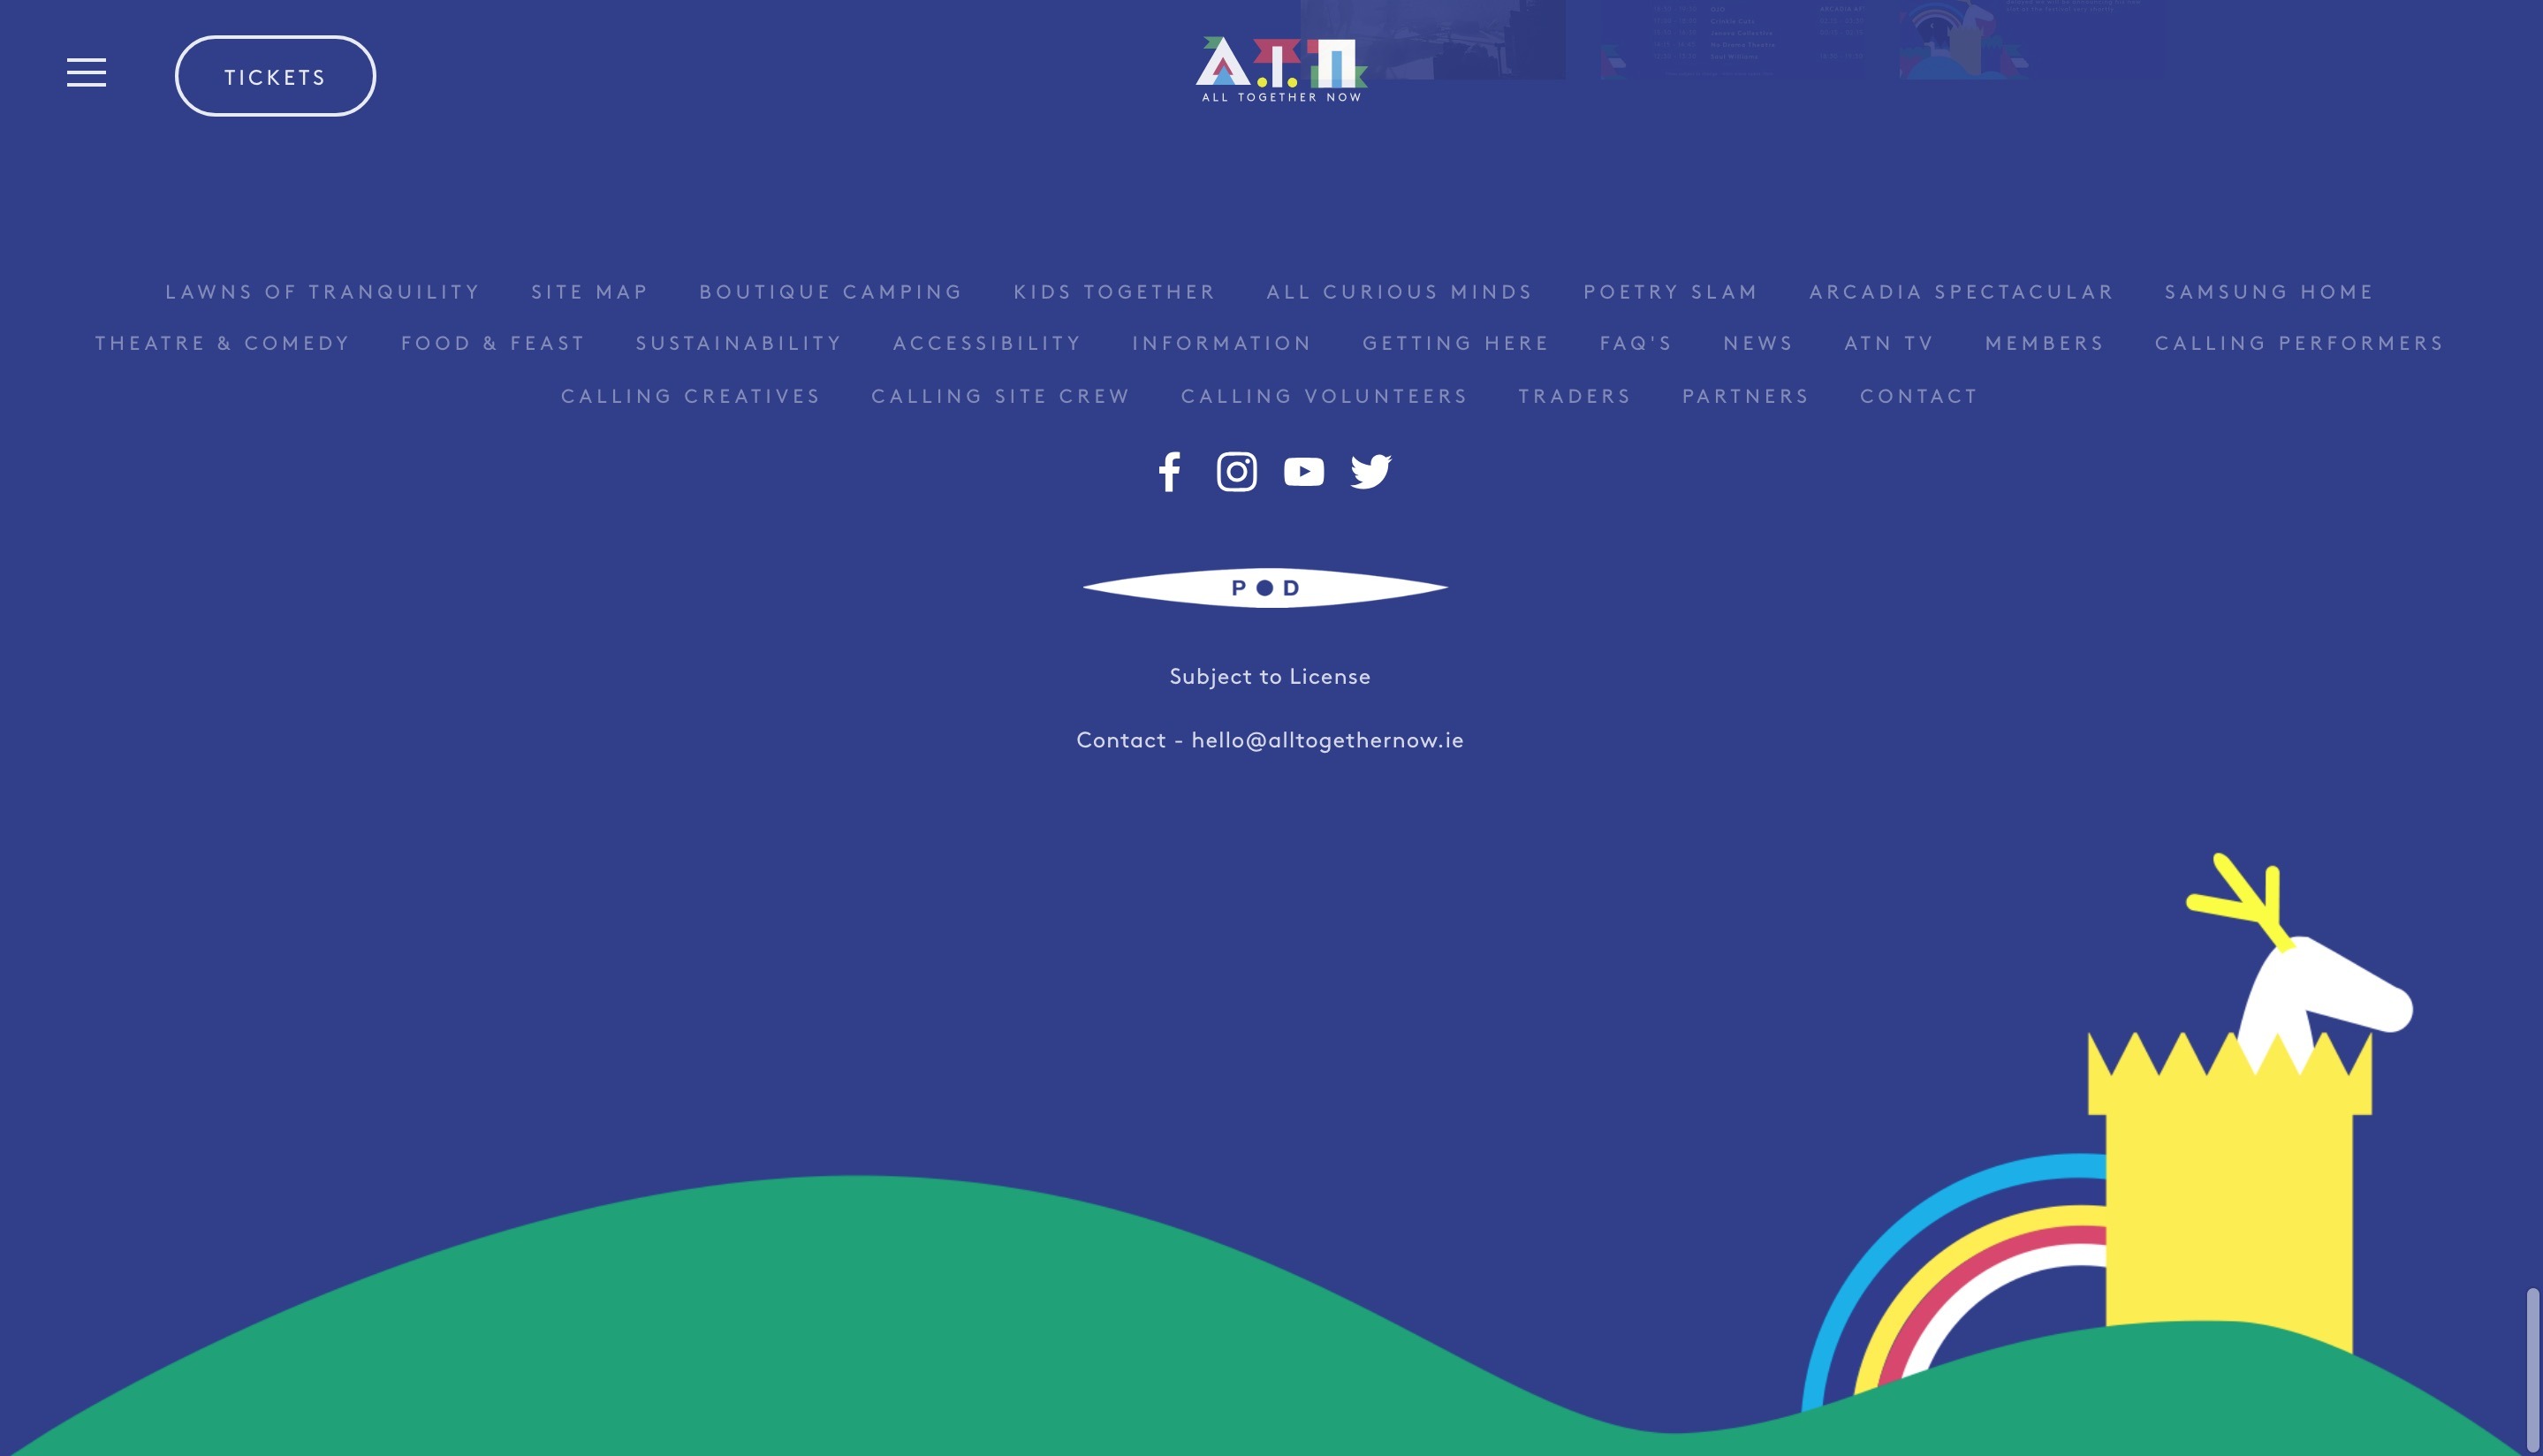 TICKETS
A.T.N
ALL TOGETHER NOW
LAWNS OF TRANQUILITY SITE MAP BOUTIQUE CAMPING KIDS TOGETHER ALL CURIOUS MINDS POETRY SLAM ARCADIA SPECTACULAR SAMSUNG HOME
THEATRE & COMEDY FOOD & FEAST SUSTAINABILITY ACCESSIBILITY INFORMATION GETTING HERE FAQ'S NEWS ATN TV MEMBERS CALLING PERFORMERS
CALLING CREATIVES CALLING SITE CREW CALLING VOLUNTEERS TRADERS PARTNERS CONTACT
P D
Subject to License
Contact - hello@alltogethernow.ie